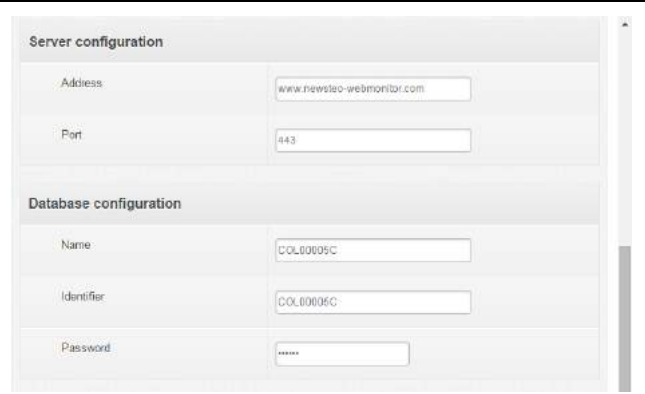 Server configuration
Address
www.newsteo-webmonitor.com
Port
443
Database configuration
Name
COL00005C
Identifier
COL00005C
Password
••••••